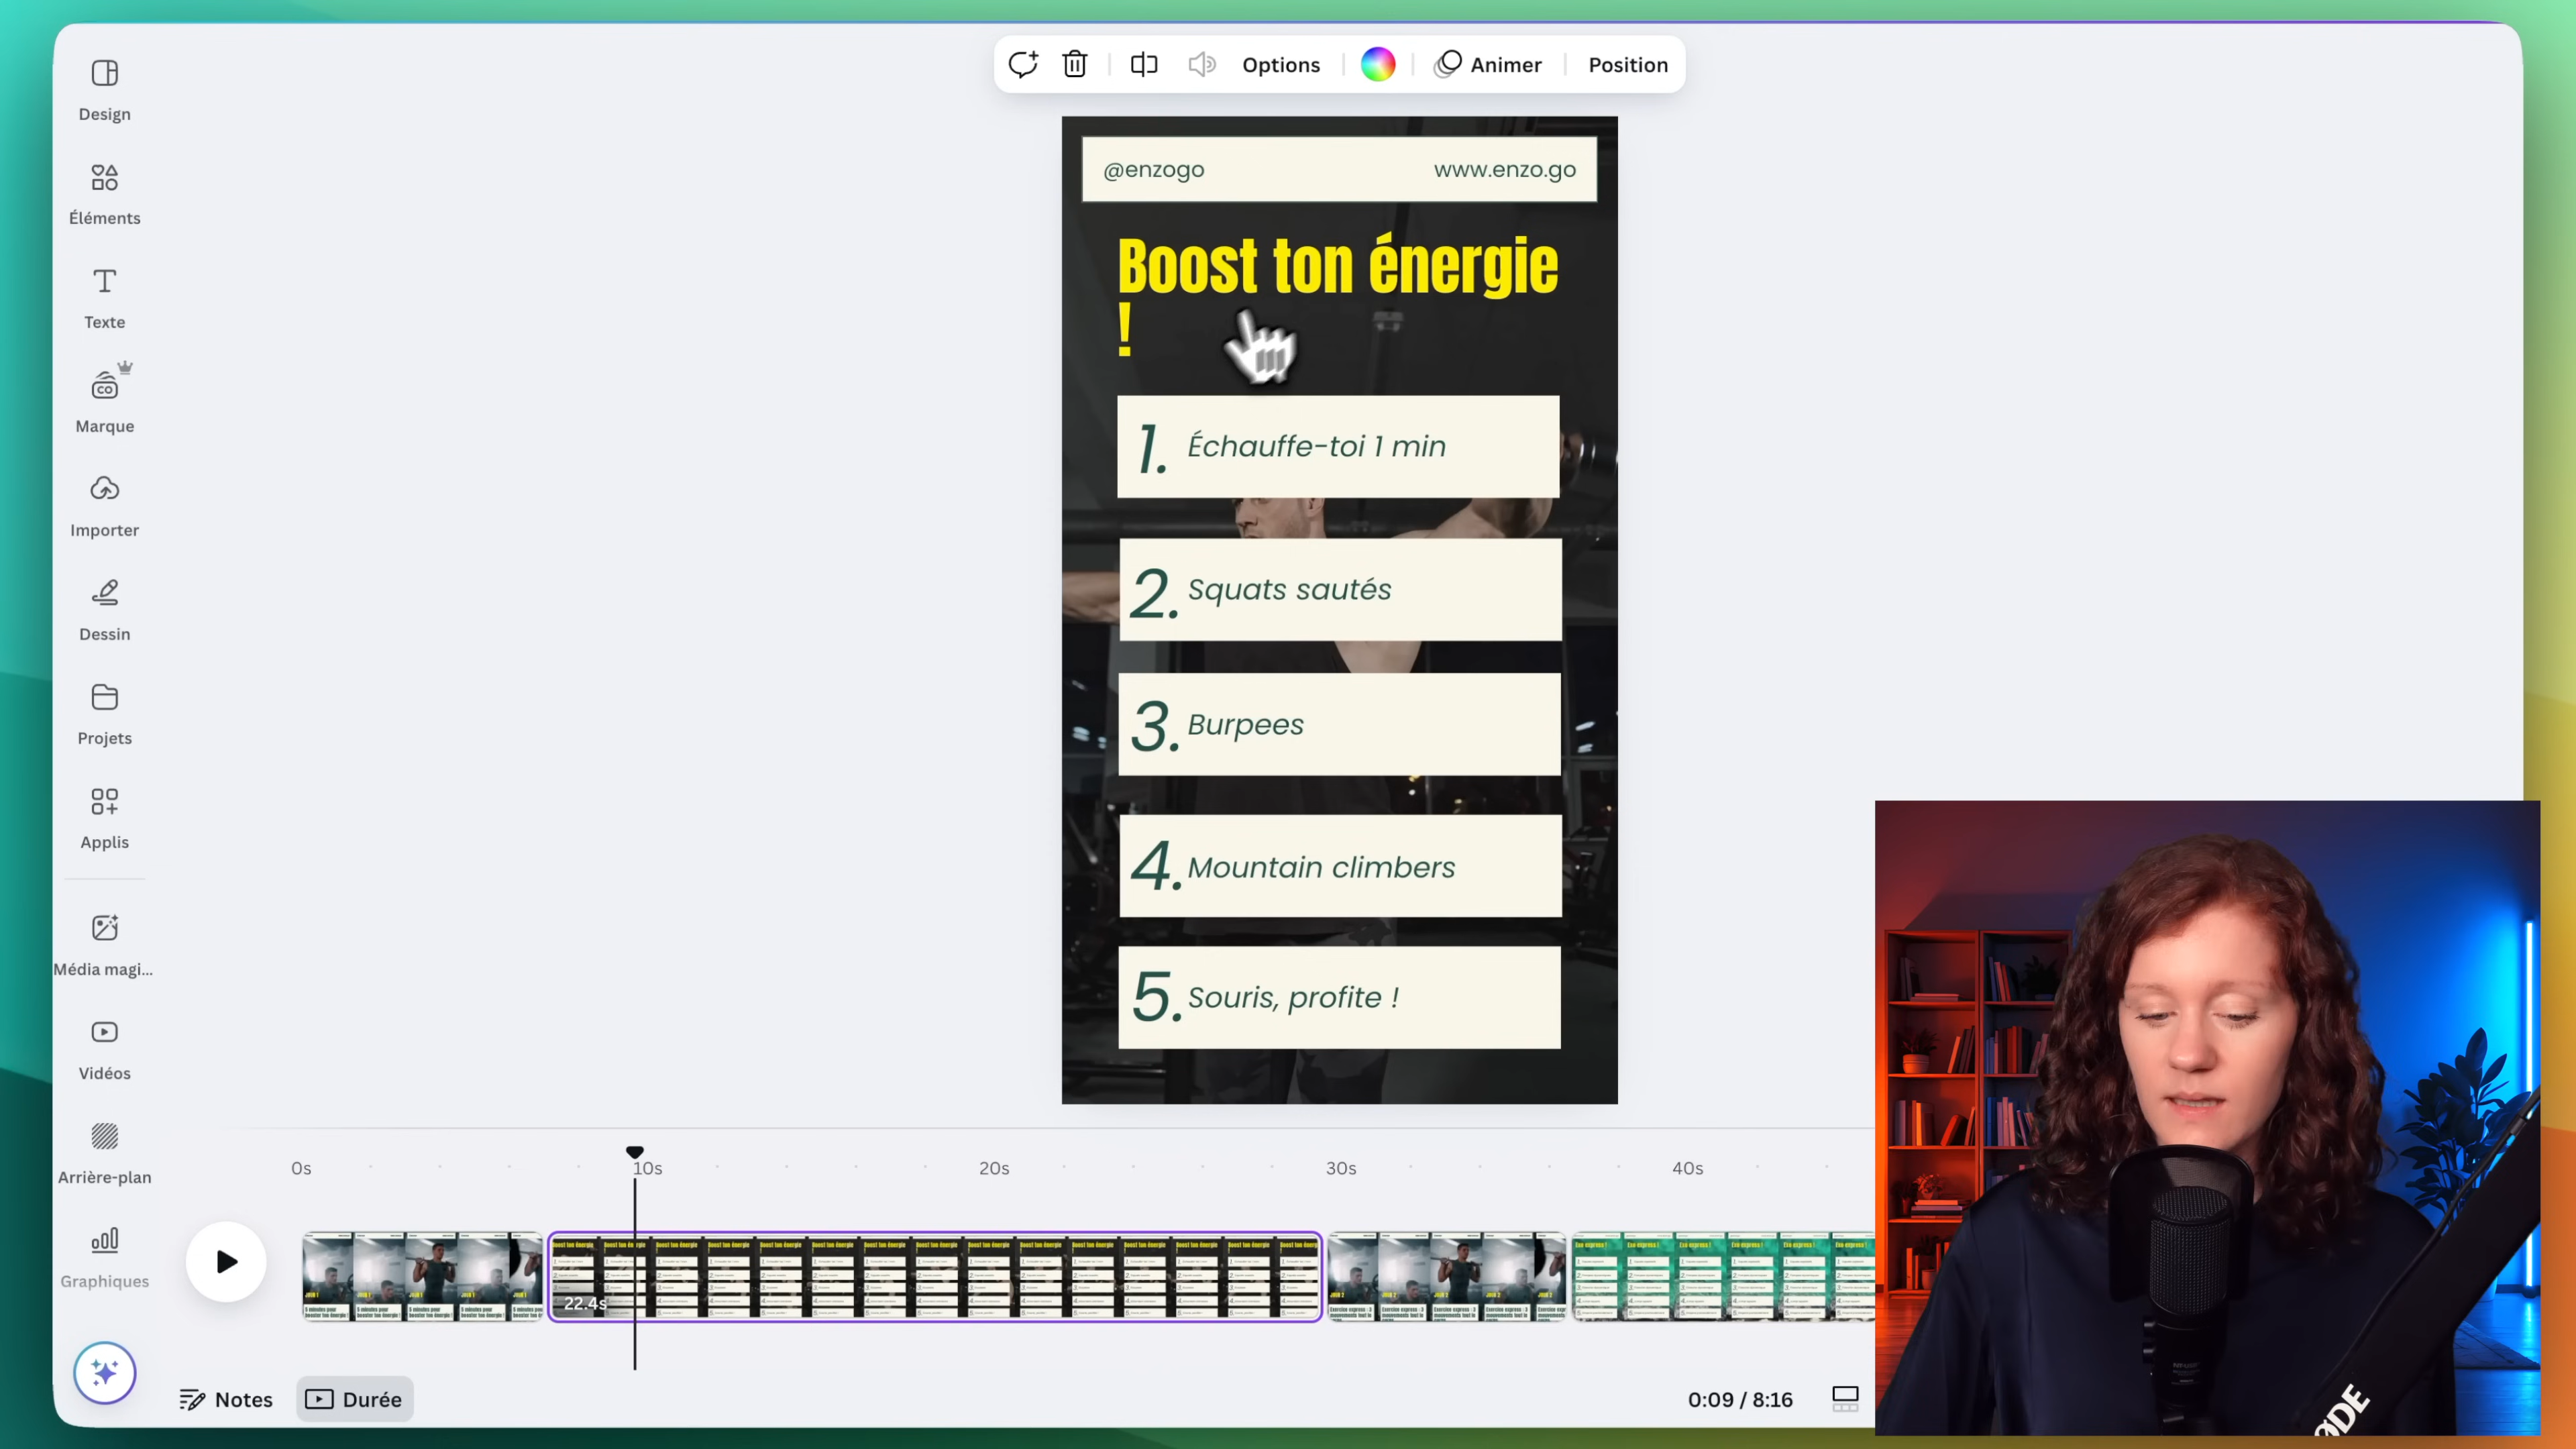 Options
Animer
Position
Design
Éléments
Texte
CO
Marque
Importer
Dessin
Projets
Applis
Média magi...
Vidéos
Arrière-plan
Graphiques
@enzogo
www.enzo.go
Boost ton énergie
!
1. Échauffe-toi 1 min
2. Squats sautés
3. Burpees
4. Mountain climbers
5. Souris, profite !
0s
10s
20s
30s
40s
22.4s
Notes
Durée
0:09 / 8:16
RØDE